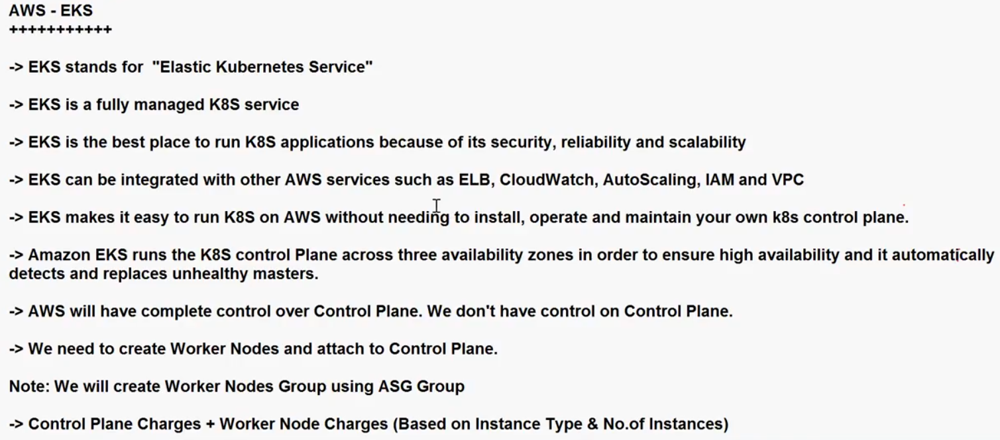 AWS - EKS
+++++++++++
-> EKS stands for  "Elastic Kubernetes Service"
-> EKS is a fully managed K8S service
-> EKS is the best place to run K8S applications because of its security, reliability and scalability
-> EKS can be integrated with other AWS services such as ELB, CloudWatch, AutoScaling, IAM and VPC
-> EKS makes it easy to run K8S on AWS without needing to install, operate and maintain your own k8s control plane.
-> Amazon EKS runs the K8S control Plane across three availability zones in order to ensure high availability and it automatically
detects and replaces unhealthy masters.
-> AWS will have complete control over Control Plane. We don't have control on Control Plane.
-> We need to create Worker Nodes and attach to Control Plane.
Note: We will create Worker Nodes Group using ASG Group
-> Control Plane Charges + Worker Node Charges (Based on Instance Type & No.of Instances)